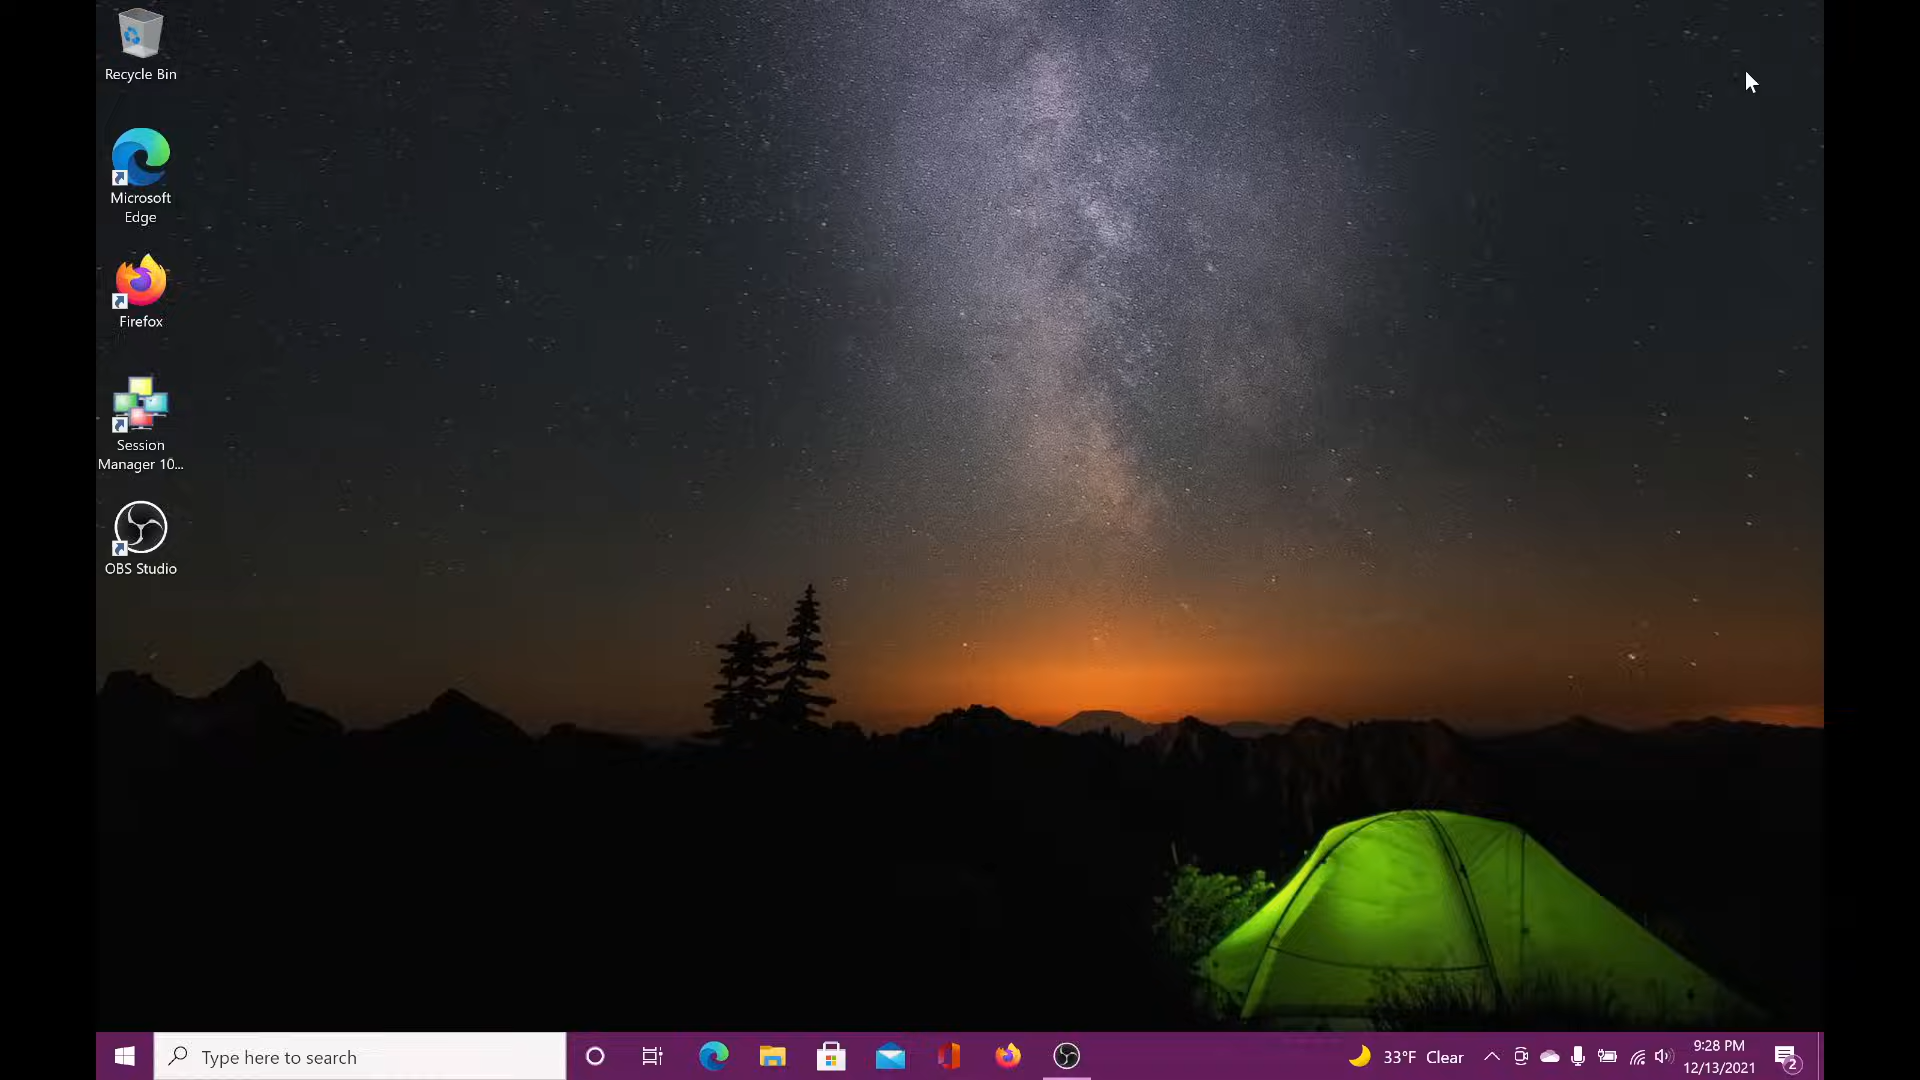 Recycle Bin
Microsoft
Edge
Firefox
Session
Manager 10...
OBS Studio
Type here to search
33°F Clear
9:28 PM
12/13/2021
2